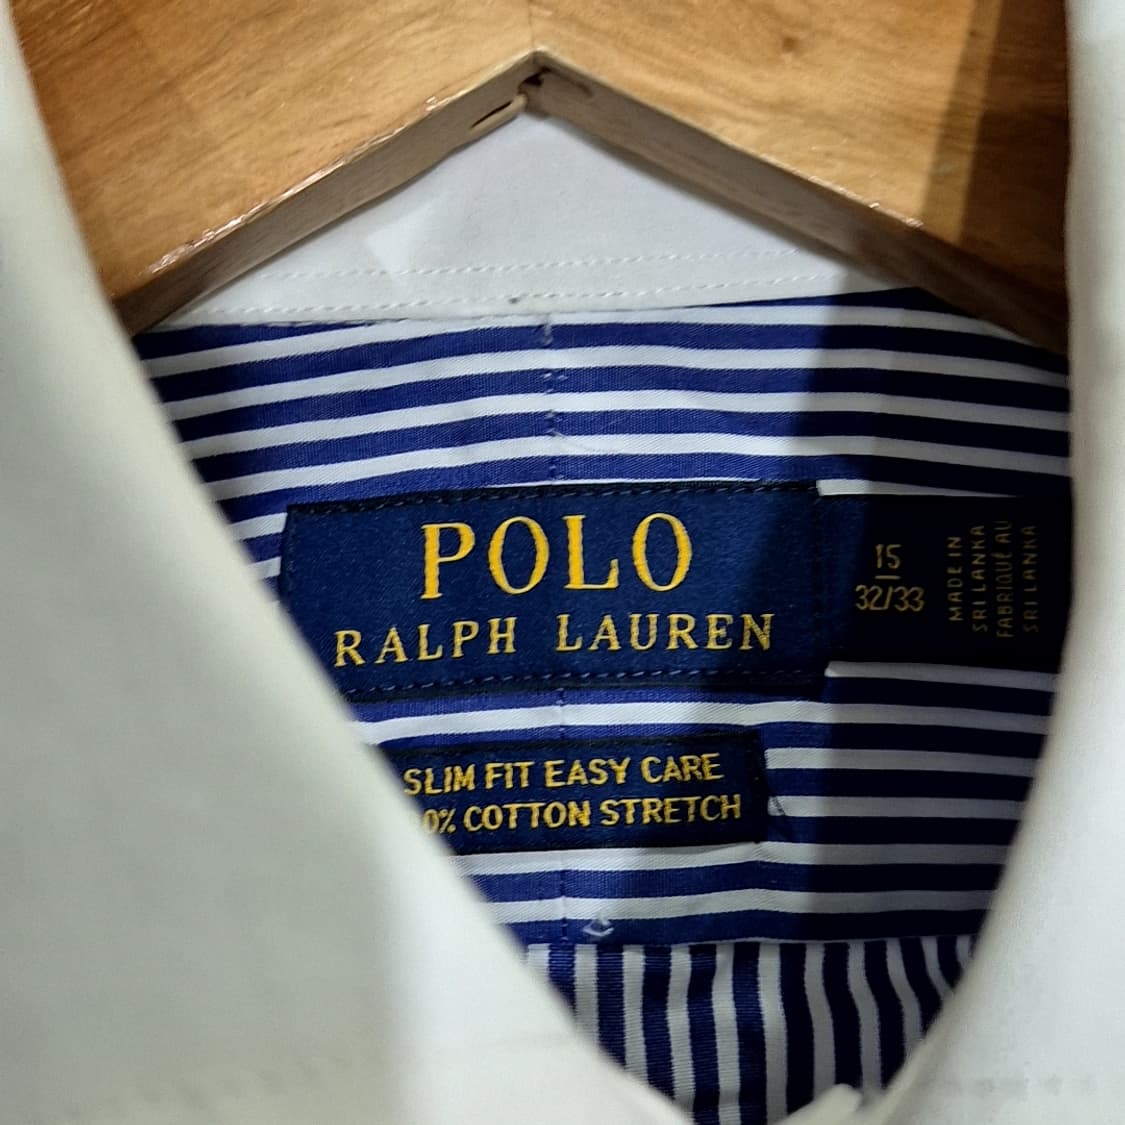 POLO
RALPH LAUREN
15
32/33
MADE IN
SRI LANKA
FABRIQUÉ AU
SRI LANKA
SLIM FIT EASY CARE
COTTON STRETCH